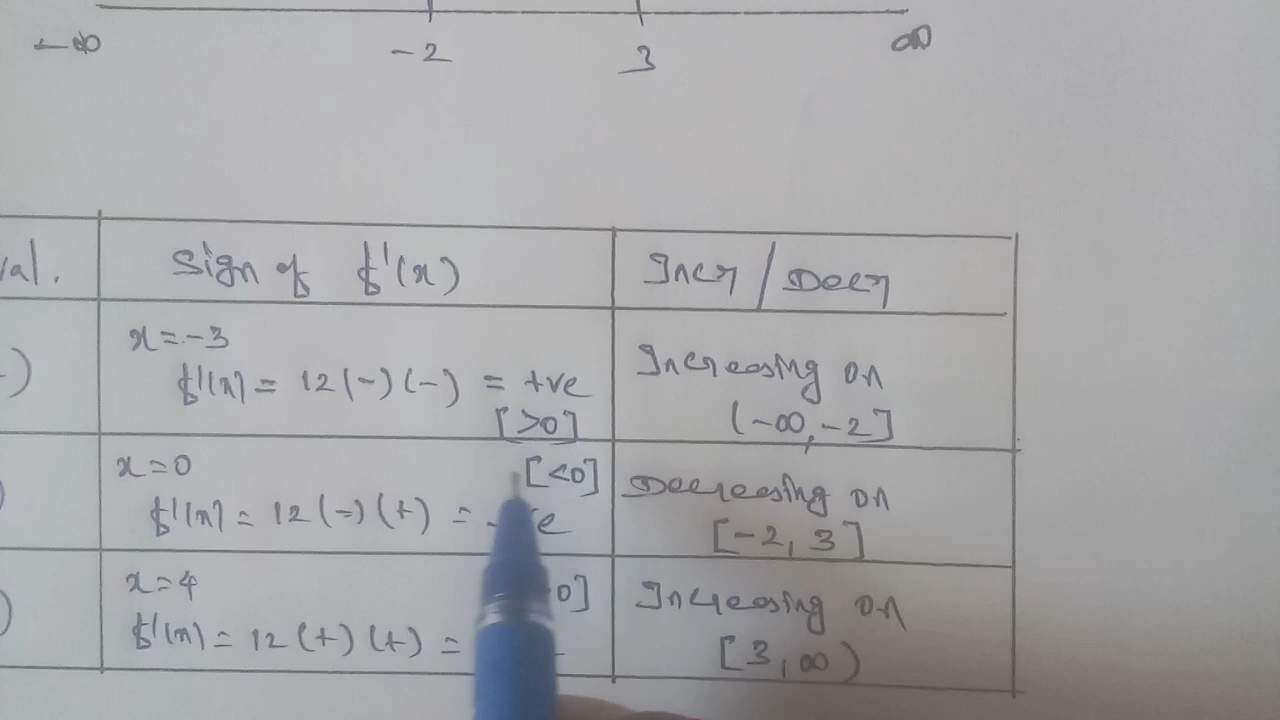 -∞ -2 3 ∞
val. Sign of f'(x) Incr / Decr
x=-3
f'(x) = 12(-)(-) = +ve
[>0]
Increasing on
(-∞,-2]
x=0
[<0]
f'(x) = 12(-)(+) =
Decreasing on
[-2, 3]
x=4
0]
f'(x) = 12(+)(+) =
Increasing on
[3,∞)